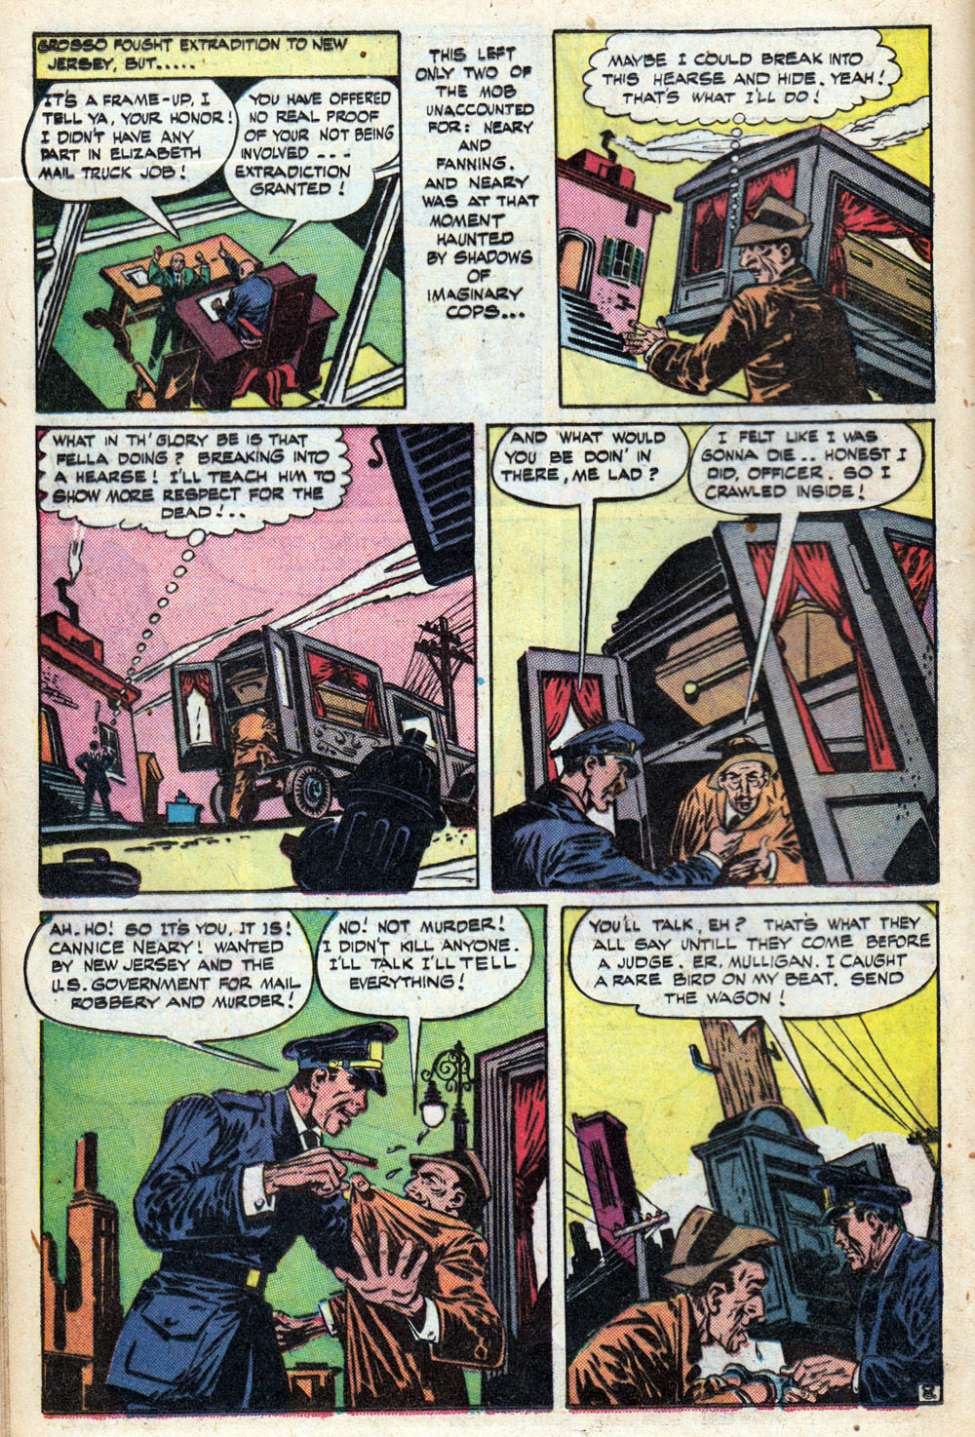 GROSSO FOUGHT EXTRADITION TO NEW
JERSEY, BUT.....
IT'S A FRAME-UP, I
TELL YA, YOUR HONOR!
I DIDN'T HAVE ANY
PART IN ELIZABETH
MAIL TRUCK JOB!
YOU HAVE OFFERED
NO REAL PROOF
OF YOUR NOT BEING
INVOLVED ---
EXTRADICTION
GRANTED!
THIS LEFT
ONLY TWO OF
THE MOB
UNACCOUNTED
FOR: NEARY
AND
FANNING.
AND NEARY
WAS AT THAT
MOMENT
HAUNTED
BY SHADOWS
OF
IMAGINARY
COPS...
MAYBE I COULD BREAK INTO
THIS HEARSE AND HIDE. YEAH!
THAT'S WHAT I'LL DO!
WHAT IN TH' GLORY BE IS THAT
FELLA DOING? BREAKING INTO
A HEARSE! I'LL TEACH HIM TO
SHOW MORE RESPECT FOR THE
DEAD!..
AND WHAT WOULD
YOU BE DOIN' IN
THERE, ME LAD?
I FELT LIKE I WAS
GONNA DIE.. HONEST I
DID, OFFICER. SO I
CRAWLED INSIDE!
AH. HO! SO IT'S YOU, IT IS!
CANNICE NEARY! WANTED
BY NEW JERSEY AND THE
U.S. GOVERNMENT FOR MAIL
ROBBERY AND MURDER!
NO! NOT MURDER!
I DIDN'T KILL ANYONE.
I'LL TALK I'LL TELL
EVERYTHING!
YOU'LL TALK, EH? THAT'S WHAT THEY
ALL SAY UNTILL THEY COME BEFORE
A JUDGE. ER, MULLIGAN. I CAUGHT
A RARE BIRD ON MY BEAT. SEND
THE WAGON!
8